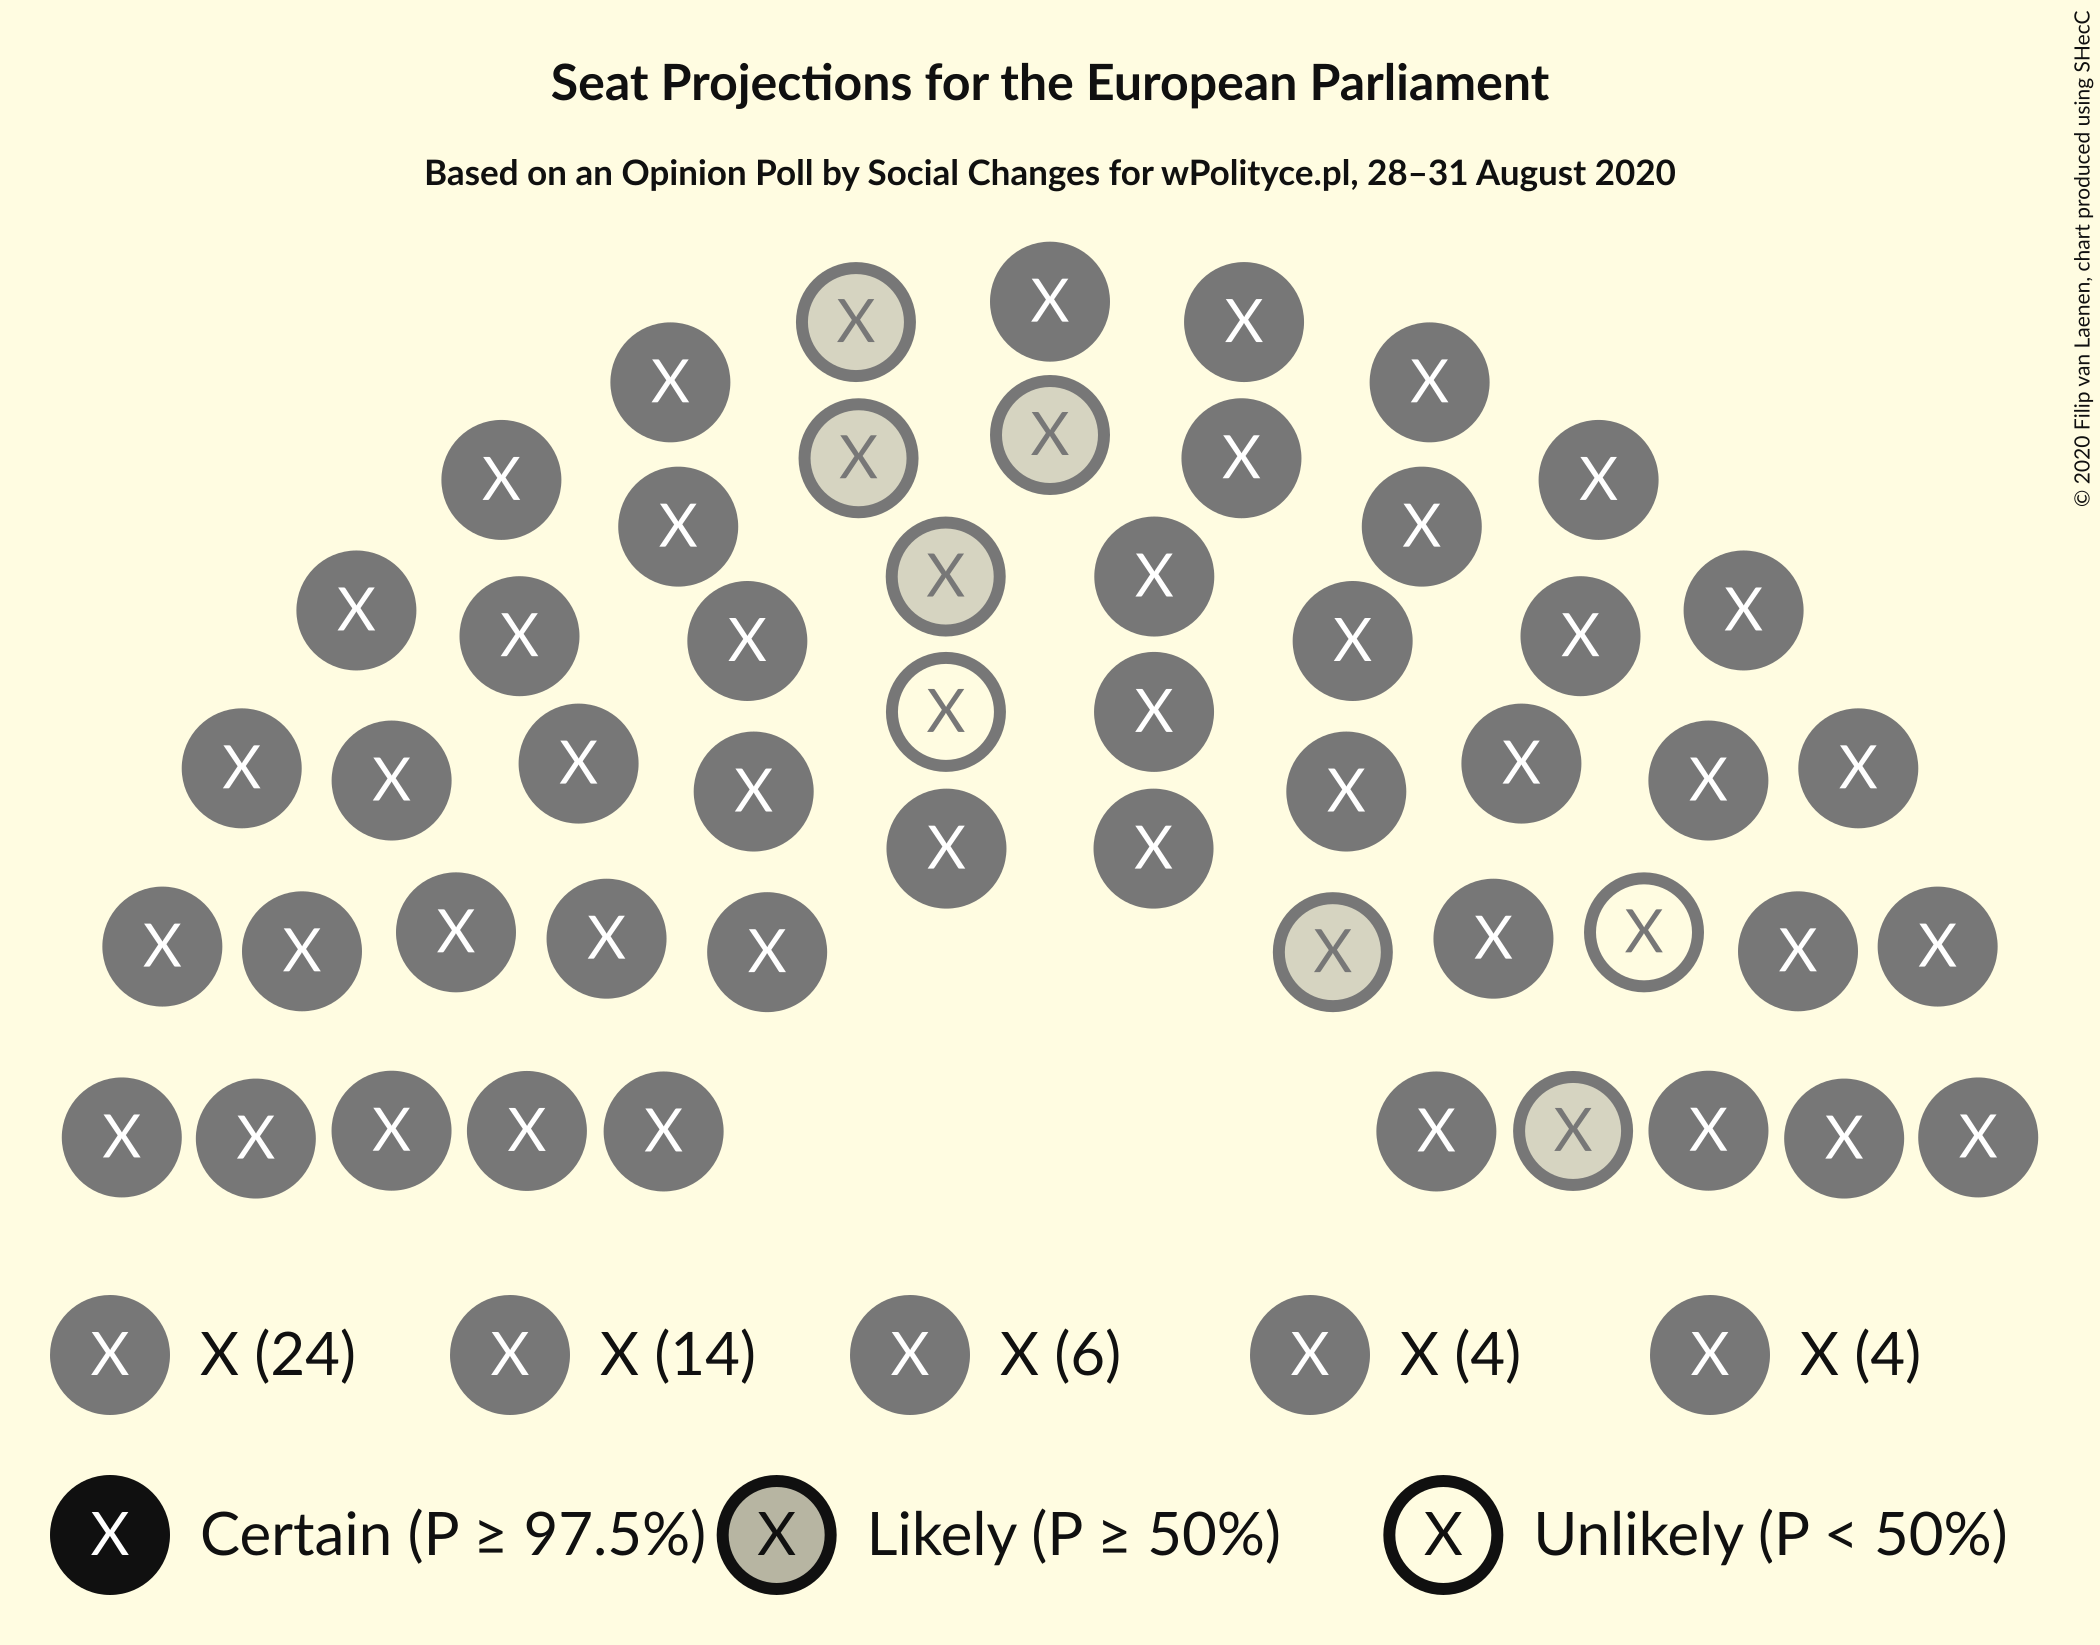 Seat Projections for the European Parliament
Based on an Opinion Poll by Social Changes for wPolityce.pl, 28–31 August 2020
© 2020 Filip van Laenen, chart produced using SHecC
X X X
X X
X X X
X X
X X
X X
X X X X X X
X X
X X X X X X X X
X X
X X X X X X X X X X
X X X X X X X X X X
X X (24) X X (14) X X (6) X X (4) X X (4)
X Certain (P ≥ 97.5%) X Likely (P ≥ 50%) X Unlikely (P < 50%)